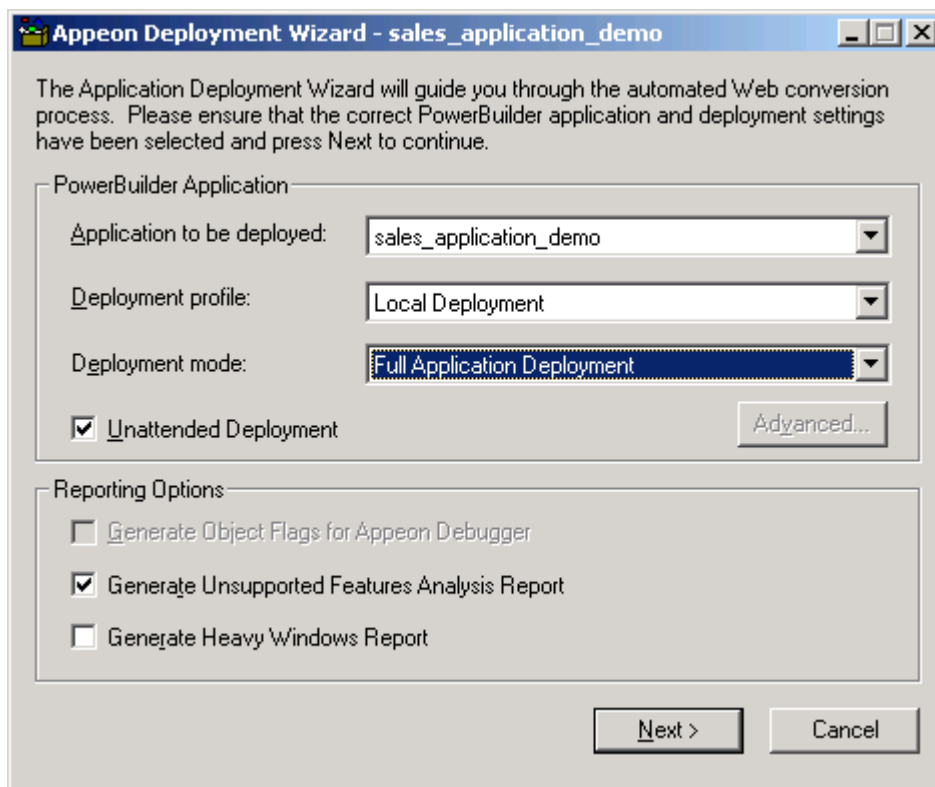 Appeon Deployment Wizard - sales_application_demo
The Application Deployment Wizard will guide you through the automated Web conversion
process.  Please ensure that the correct PowerBuilder application and deployment settings
have been selected and press Next to continue.
PowerBuilder Application
Application to be deployed: sales_application_demo
Deployment profile: Local Deployment
Deployment mode: Full Application Deployment
Unattended Deployment Advanced...
Reporting Options
Generate Object Flags for Appeon Debugger
Generate Unsupported Features Analysis Report
Generate Heavy Windows Report
Next > Cancel